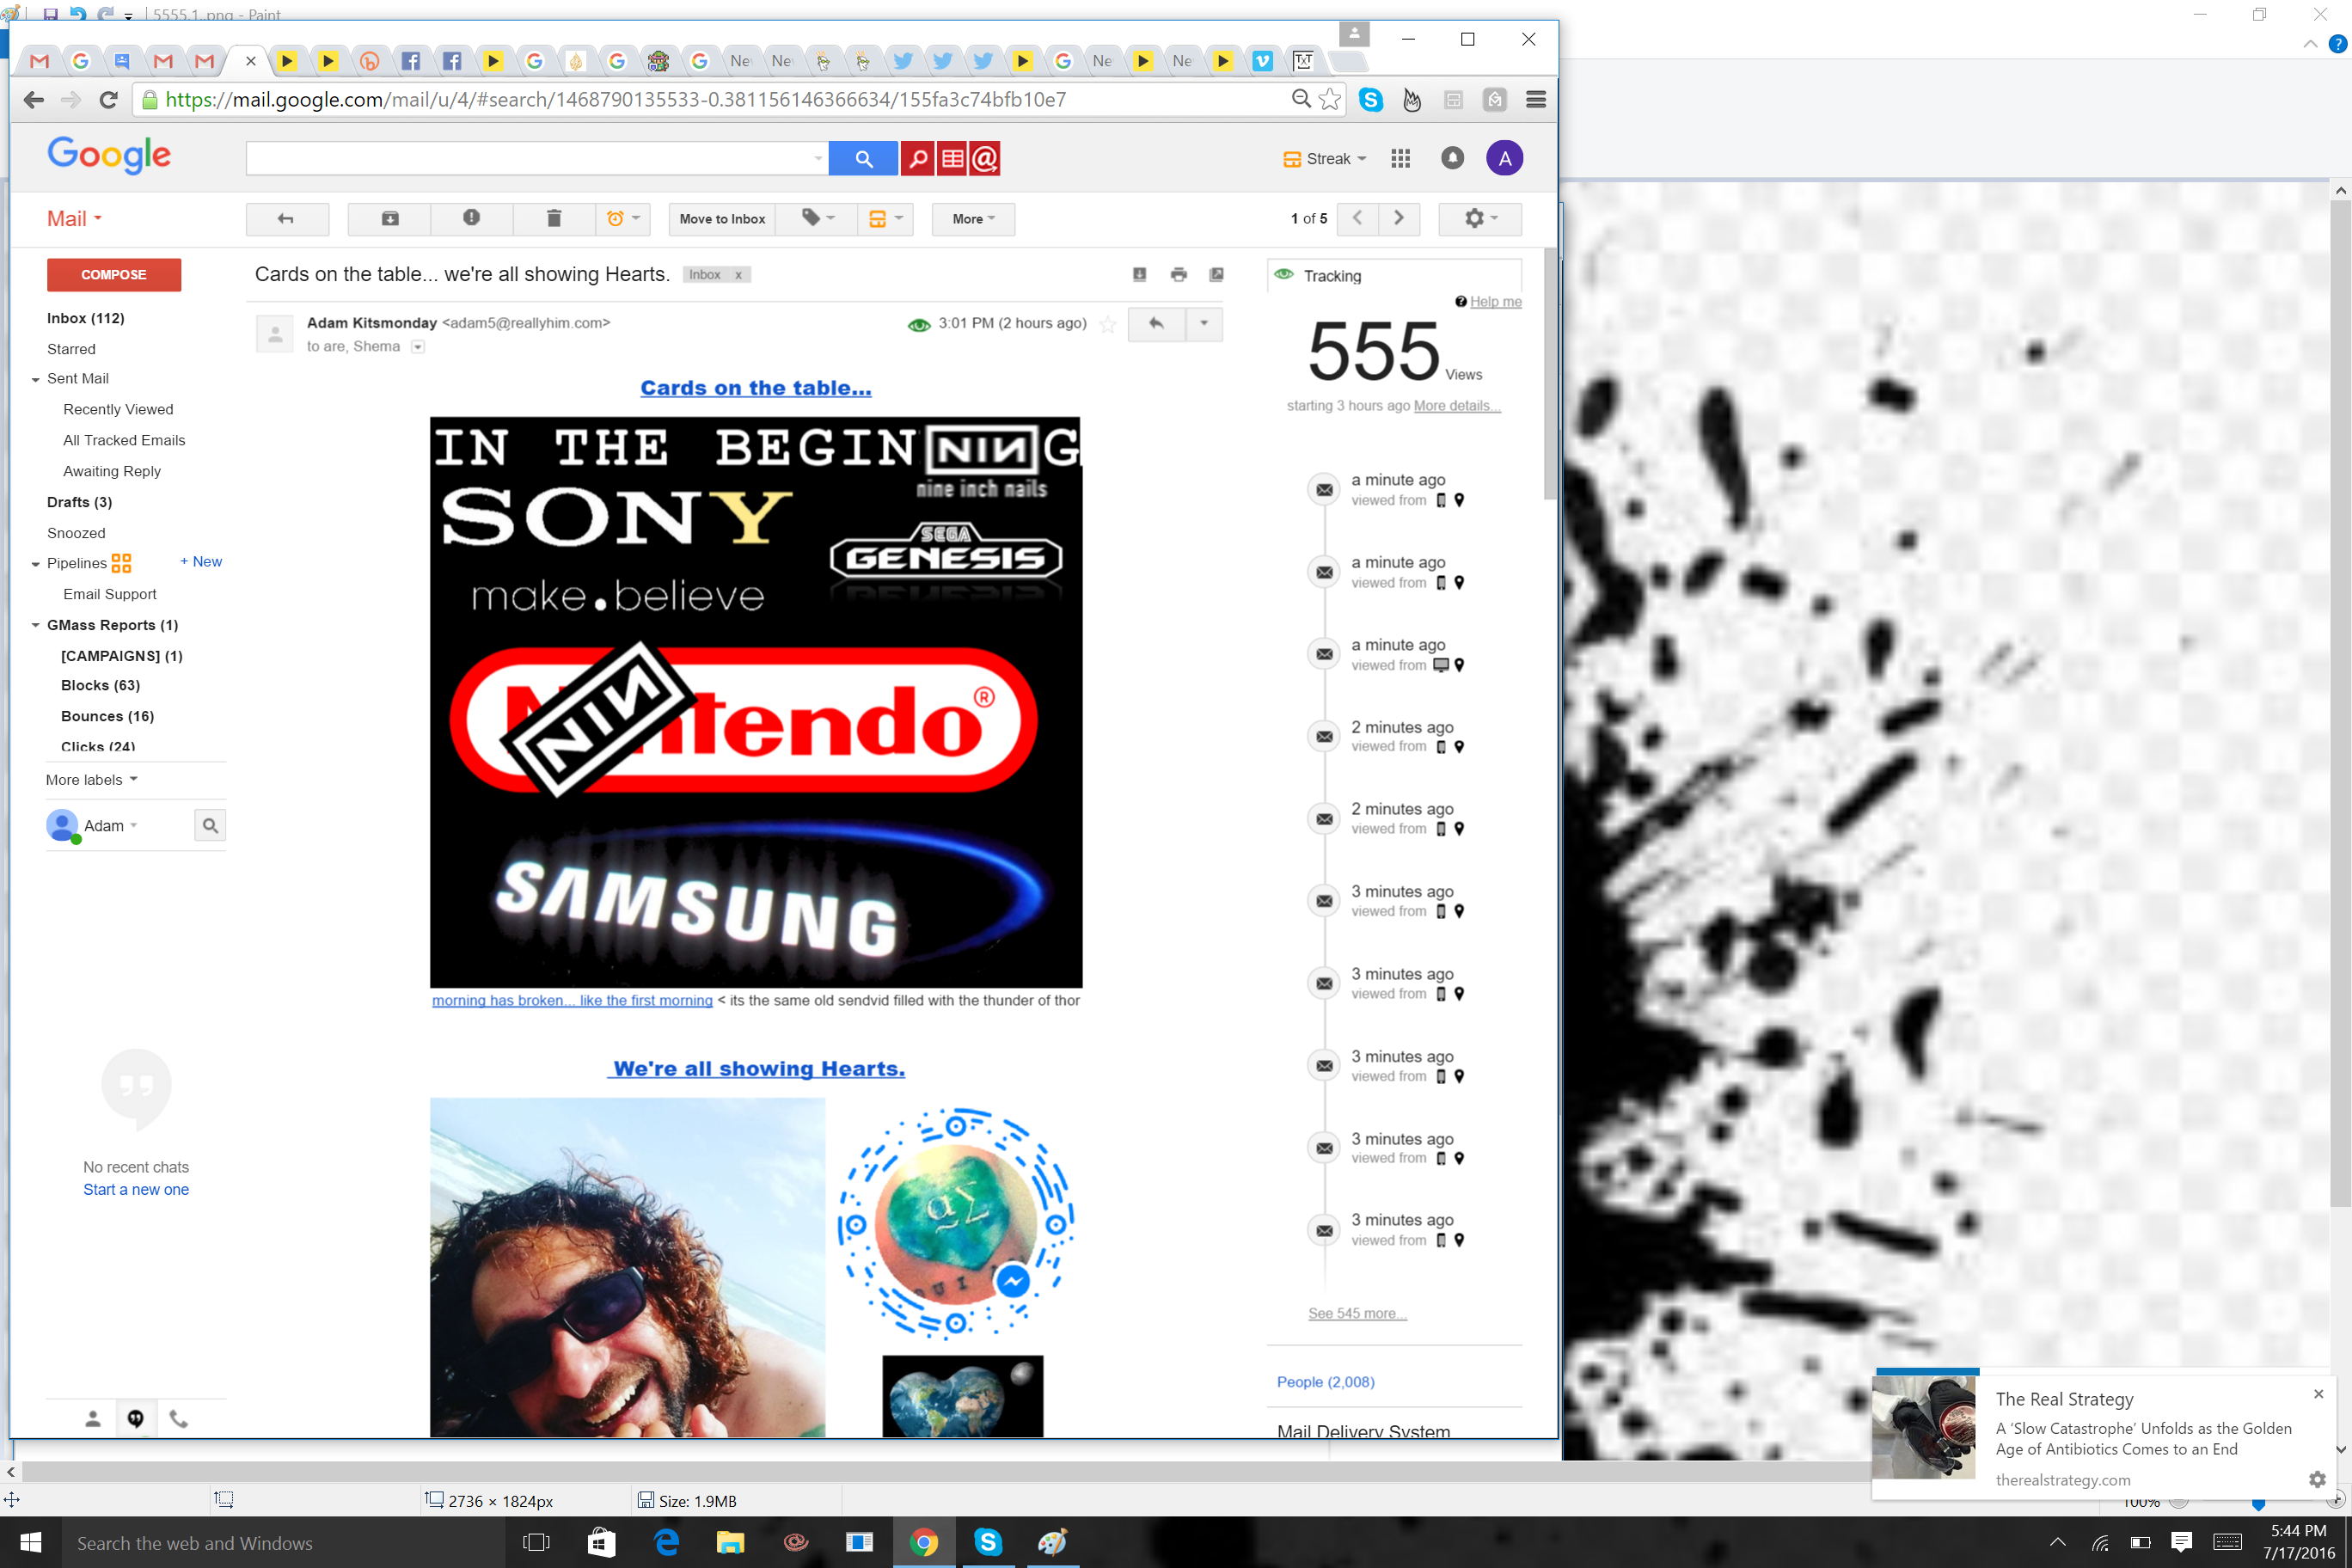 5555.1..png - Paint
Ne
Ne
Ne
Ne
TXT
https://mail.google.com/mail/u/4/#search/1468790135533-0.381156146366634/155fa3c74bfb10e7
Google
Streak
A
Mail
Move to Inbox
More
1 of 5
COMPOSE
Cards on the table... we're all showing Hearts.
Inbox x
Tracking
Help me
Inbox (112)
Starred
Sent Mail
Recently Viewed
All Tracked Emails
Awaiting Reply
Drafts (3)
Snoozed
Pipelines
+ New
Email Support
GMass Reports (1)
[CAMPAIGNS] (1)
Blocks (63)
Bounces (16)
Clicks (24)
More labels
Adam
No recent chats
Start a new one
Adam Kitsmonday <adam5@reallyhim.com>
3:01 PM (2 hours ago)
to are, Shema
Cards on the table...
IN THE BEGINNING
nine inch nails
SONY
SEGA
GENESIS
make.believe
NIN
Nintendo®
SAMSUNG
morning has broken... like the first morning < its the same old sendvid filled with the thunder of thor
We're all showing Hearts.
αΣ
QUI
555 Views
starting 3 hours ago More details...
a minute ago
viewed from
a minute ago
viewed from
a minute ago
viewed from
2 minutes ago
viewed from
2 minutes ago
viewed from
3 minutes ago
viewed from
3 minutes ago
viewed from
3 minutes ago
viewed from
3 minutes ago
viewed from
3 minutes ago
viewed from
See 545 more...
People (2,008)
Mail Delivery System
The Real Strategy
A ‘Slow Catastrophe’ Unfolds as the Golden
Age of Antibiotics Comes to an End
therealstrategy.com
2736 × 1824px
Size: 1.9MB
100%
Search the web and Windows
5:44 PM
7/17/2016